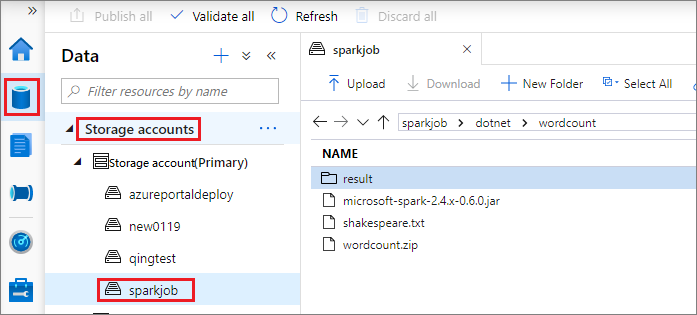 Publish all Validate all Refresh Discard all
Data
Filter resources by name
Storage accounts
Storage account(Primary)
azureportaldeploy
new0119
qingtest
sparkjob
sparkjob
Upload Download New Folder Select All
sparkjob dotnet wordcount
NAME
result
microsoft-spark-2.4.x-0.6.0.jar
shakespeare.txt
wordcount.zip